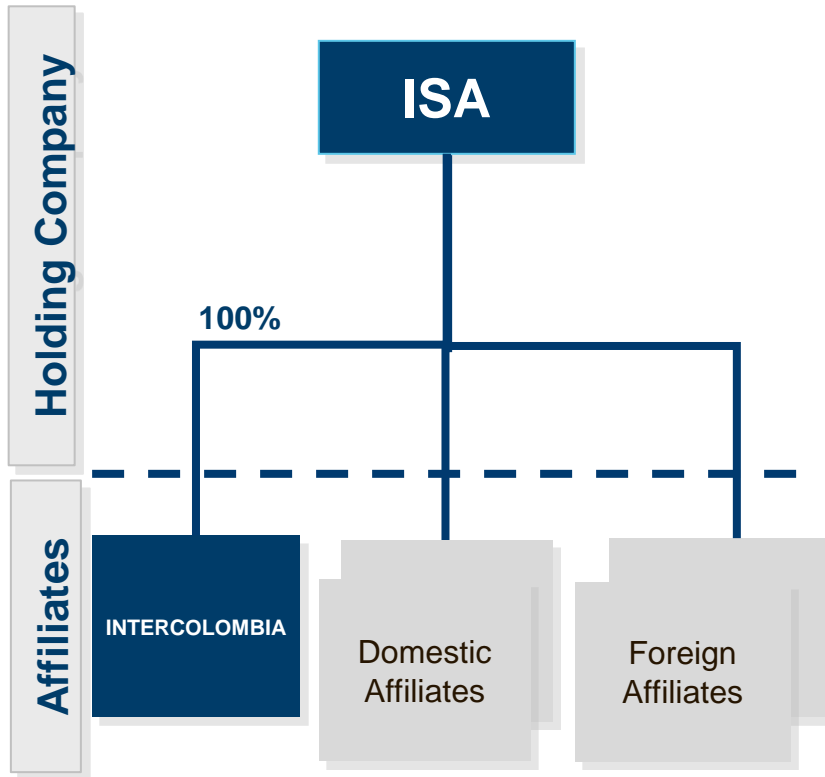 Holding Company
ISA
100%
Affiliates
INTERCOLOMBIA
Domestic
Affiliates
Foreign
Affiliates